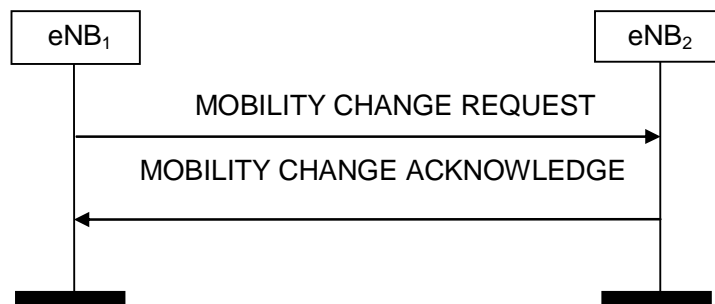 eNB₁
eNB₂
MOBILITY CHANGE REQUEST
MOBILITY CHANGE ACKNOWLEDGE